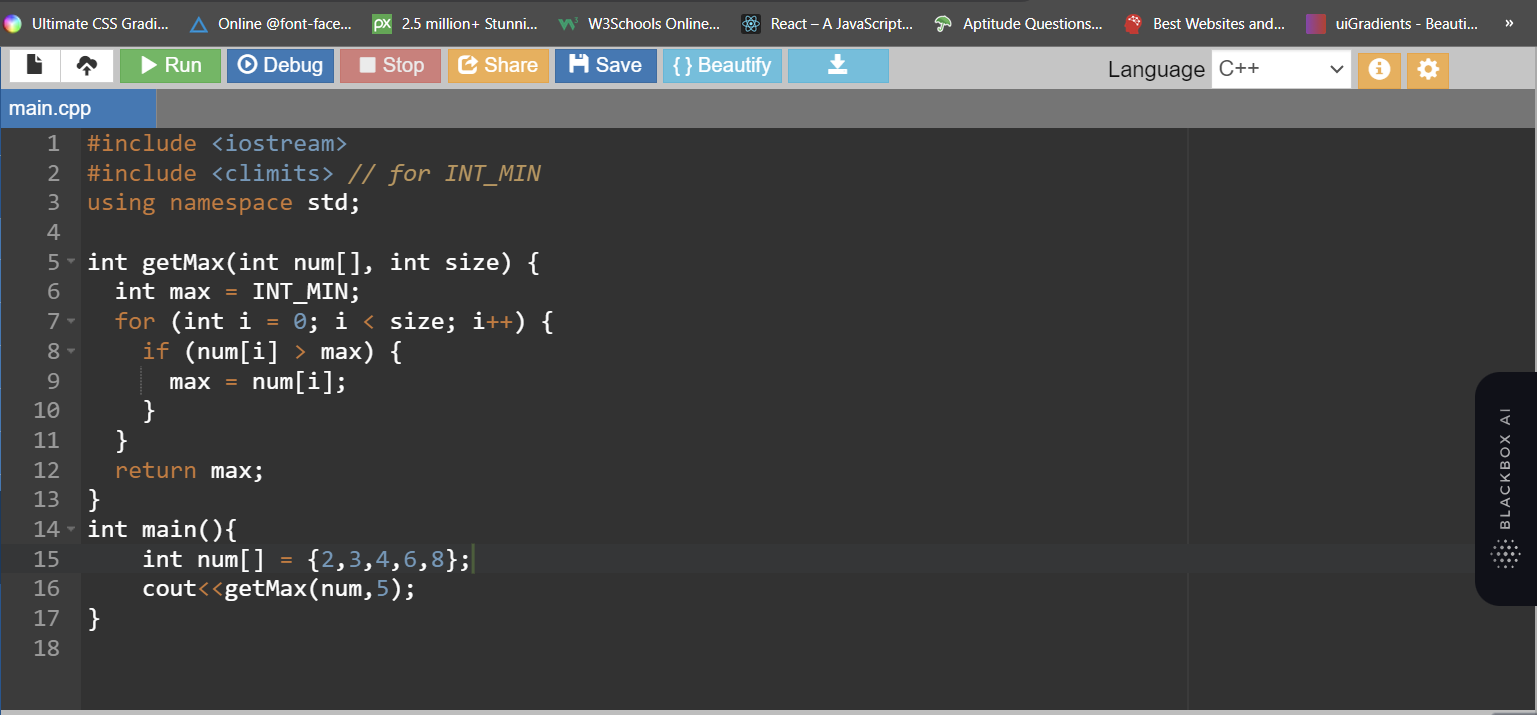 Ultimate CSS Gradi... Online @font-face... px 2.5 million+ Stunni... W3Schools Online... React – A JavaScript... Aptitude Questions... Best Websites and... uiGradients - Beauti... »
Run Debug Stop Share Save { } Beautify Language C++
main.cpp
1 #include <iostream>
2 #include <climits> // for INT_MIN
3 using namespace std;
4
5 int getMax(int num[], int size) {
6   int max = INT_MIN;
7   for (int i = 0; i < size; i++) {
8     if (num[i] > max) {
9       max = num[i];
10     }
11   }
12   return max;
13 }
14 int main(){
15     int num[] = {2,3,4,6,8};
16     cout<<getMax(num,5);
17 }
18
BLACKBOX AI